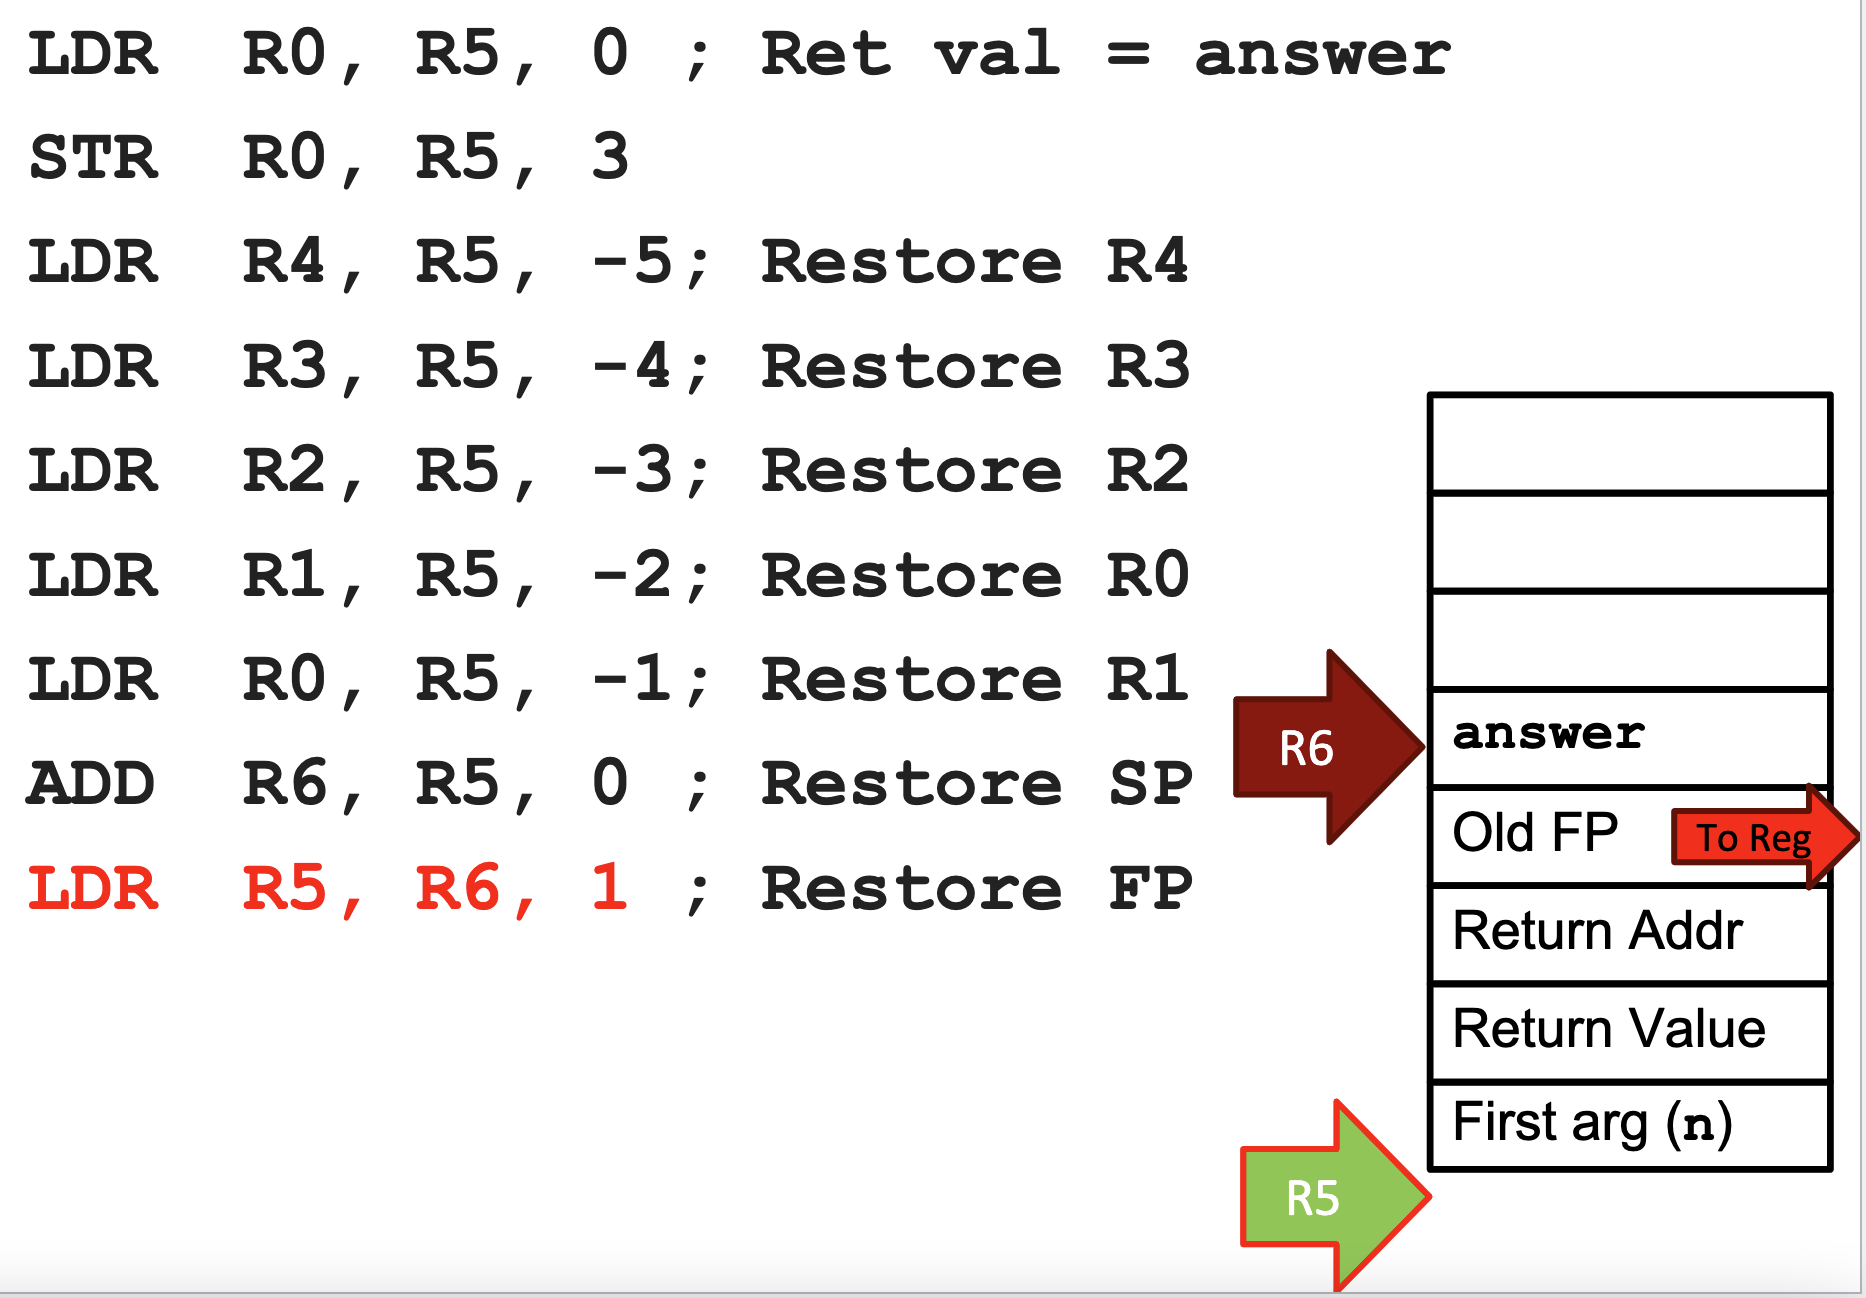 LDR R0, R5, 0 ; Ret val = answer
STR R0, R5, 3
LDR R4, R5, -5; Restore R4
LDR R3, R5, -4; Restore R3
LDR R2, R5, -3; Restore R2
LDR R1, R5, -2; Restore R0
LDR R0, R5, -1; Restore R1
ADD R6, R5, 0 ; Restore SP
LDR R5, R6, 1 ; Restore FP
R6
answer
Old FP
To Reg
Return Addr
Return Value
First arg (n)
R5